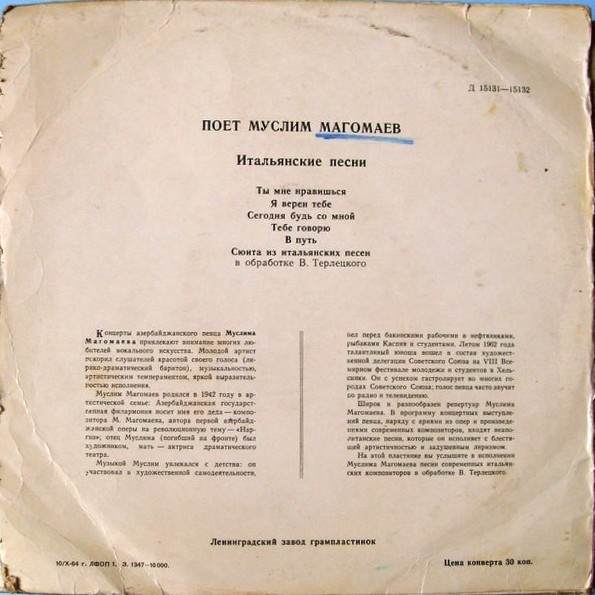 Д 15131—15132
ПОЕТ МУСЛИМ МАГОМАЕВ
Итальянские песни
Ты мне нравишься
Я верен тебе
Сегодня будь со мной
Тебе говорю
В путь
Сюита из итальянских песен
в обработке В. Терлецкого
Концерты азербайджанского певца Муслима
Магомаева привлекают внимание многих лю-
бителей вокального искусства. Молодой артист
покорил слушателей красотой своего голоса (ли-
рико-драматический баритон), музыкальностью,
артистическим темпераментом, яркой выразитель-
ностью исполнения.
Муслим Магомаев родился в 1942 году в ар-
тистической семье: Азербайджанская государст-
венная филармония носит имя его деда — компо-
зитора М. Магомаева, автора первой азербайд-
жанской оперы на революционную тему — «Нар-
гиз», отец Муслима (погибший на фронте) был
художником, мать — актриса драматического
театра.
Музыкой Муслим увлекался с детства: он
участвовал в художественной самодеятельности,
пел перед бакинскими рабочими и нефтяниками,
рыбаками Каспия и студентами. Летом 1962 года
талантливый юноша вошел в состав художест-
венной делегации Советского Союза на VIII Все-
мирном фестивале молодежи и студентов в Хель-
синки. Он с успехом гастролирует во многих го-
родах Советского Союза; голос певца часто звучит
по радио и телевидению.
Широк и разнообразен репертуар Муслима
Магомаева. В программу концертных выступле-
ний певца, наряду с ариями из опер и произведе-
ниями современных композиторов, входят неапо-
литанские песни, которые он исполняет с блестя-
щей артистичностью и задушевным лиризмом.
На этой пластинке вы услышите в исполнении
Муслима Магомаева песни современных итальян-
ских композиторов в обработке В. Терлецкого.
Ленинградский завод грампластинок
10/X-64 г. ЛФОП 1. З. 1347—10 000.
Цена конверта 30 коп.